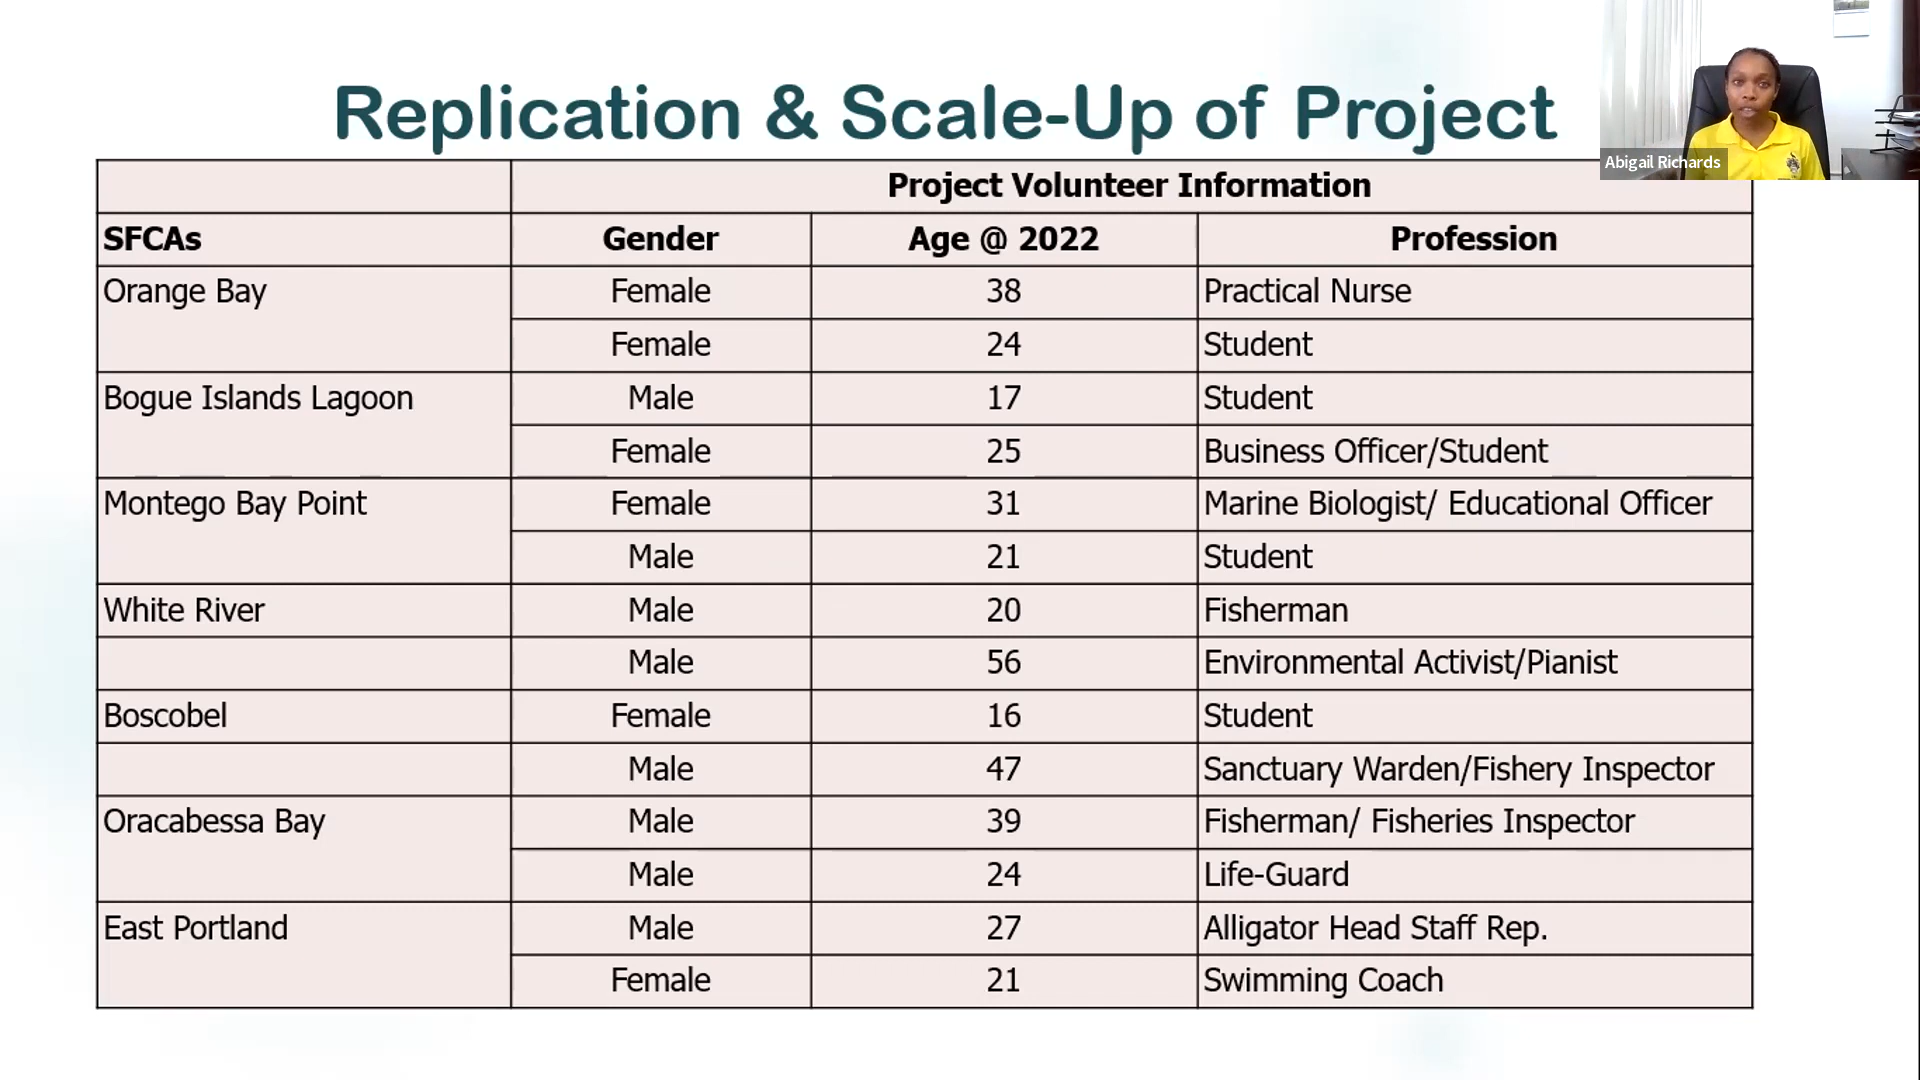 Replication & Scale-Up of Project
Abigail Richards
Project Volunteer Information
SFCAs Gender Age @ 2022 Profession
Orange Bay Female 38 Practical Nurse
Female 24 Student
Bogue Islands Lagoon Male 17 Student
Female 25 Business Officer/Student
Montego Bay Point Female 31 Marine Biologist/ Educational Officer
Male 21 Student
White River Male 20 Fisherman
Male 56 Environmental Activist/Pianist
Boscobel Female 16 Student
Male 47 Sanctuary Warden/Fishery Inspector
Oracabessa Bay Male 39 Fisherman/ Fisheries Inspector
Male 24 Life-Guard
East Portland Male 27 Alligator Head Staff Rep.
Female 21 Swimming Coach